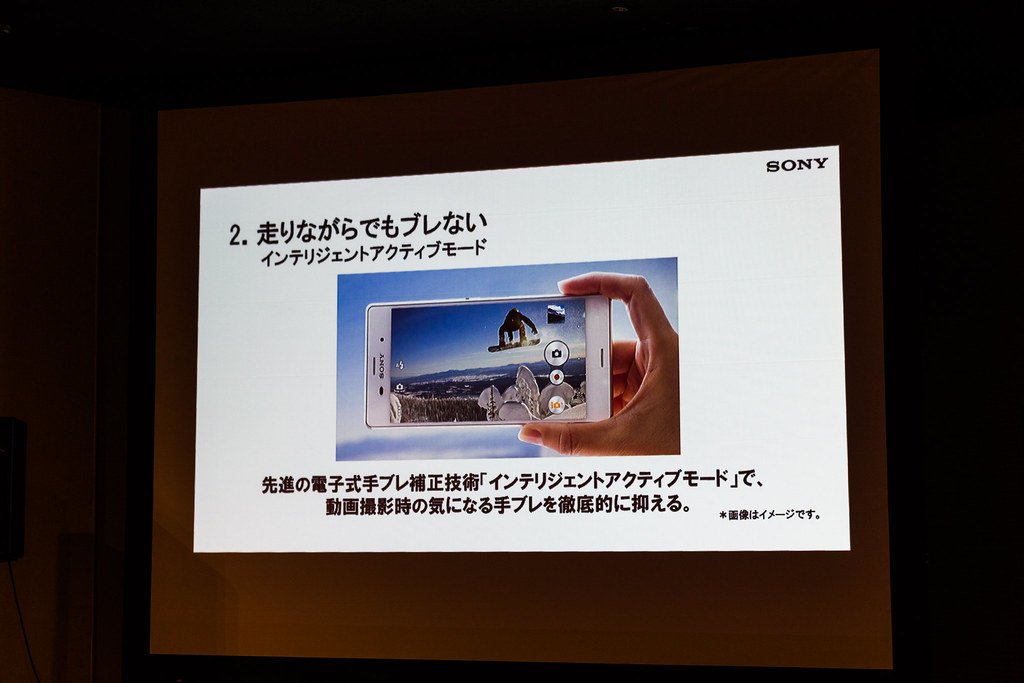 SONY
2. 走りながらでもブレない
インテリジェントアクティブモード
SONY
先進の電子式手ブレ補正技術「インテリジェントアクティブモード」で、
動画撮影時の気になる手ブレを徹底的に抑える。
＊画像はイメージです。